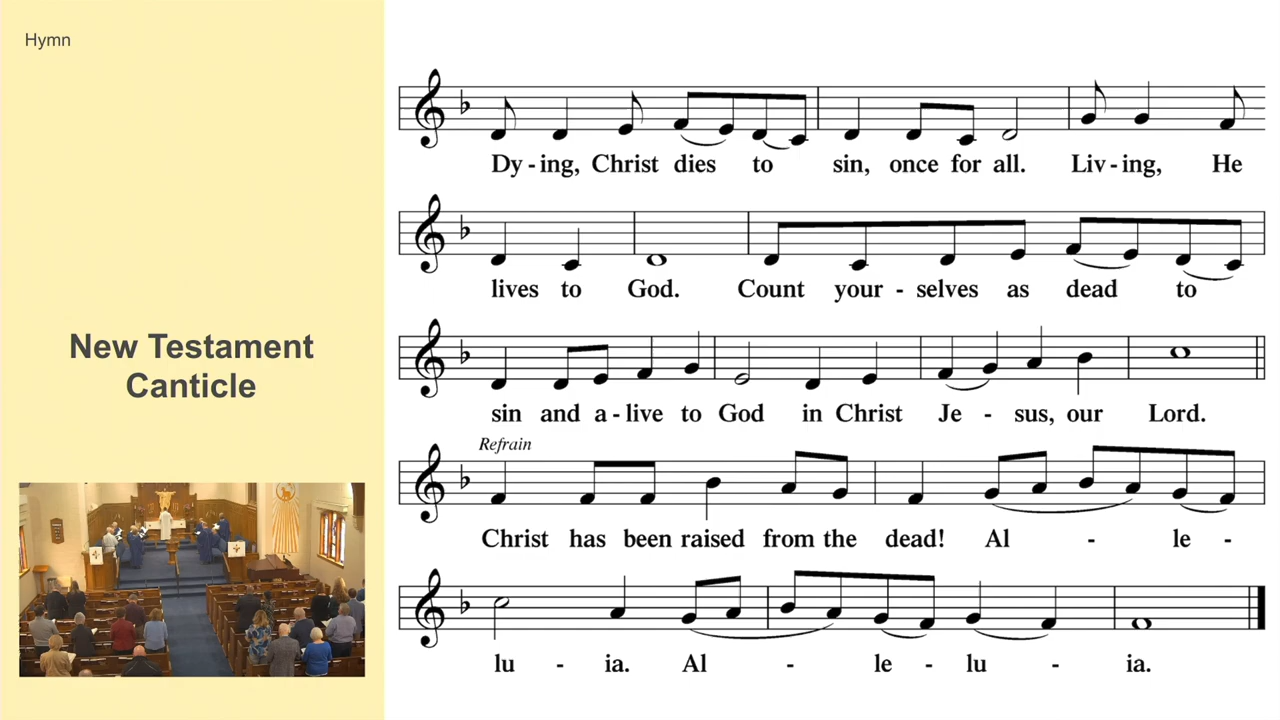 Hymn
New Testament
Canticle
Dy - ing, Christ dies to sin, once for all. Liv - ing, He
lives to God. Count your - selves as dead to
sin and a - live to God in Christ Je - sus, our Lord.
Refrain
Christ has been raised from the dead! Al - le -
lu - ia. Al - le - lu - ia.